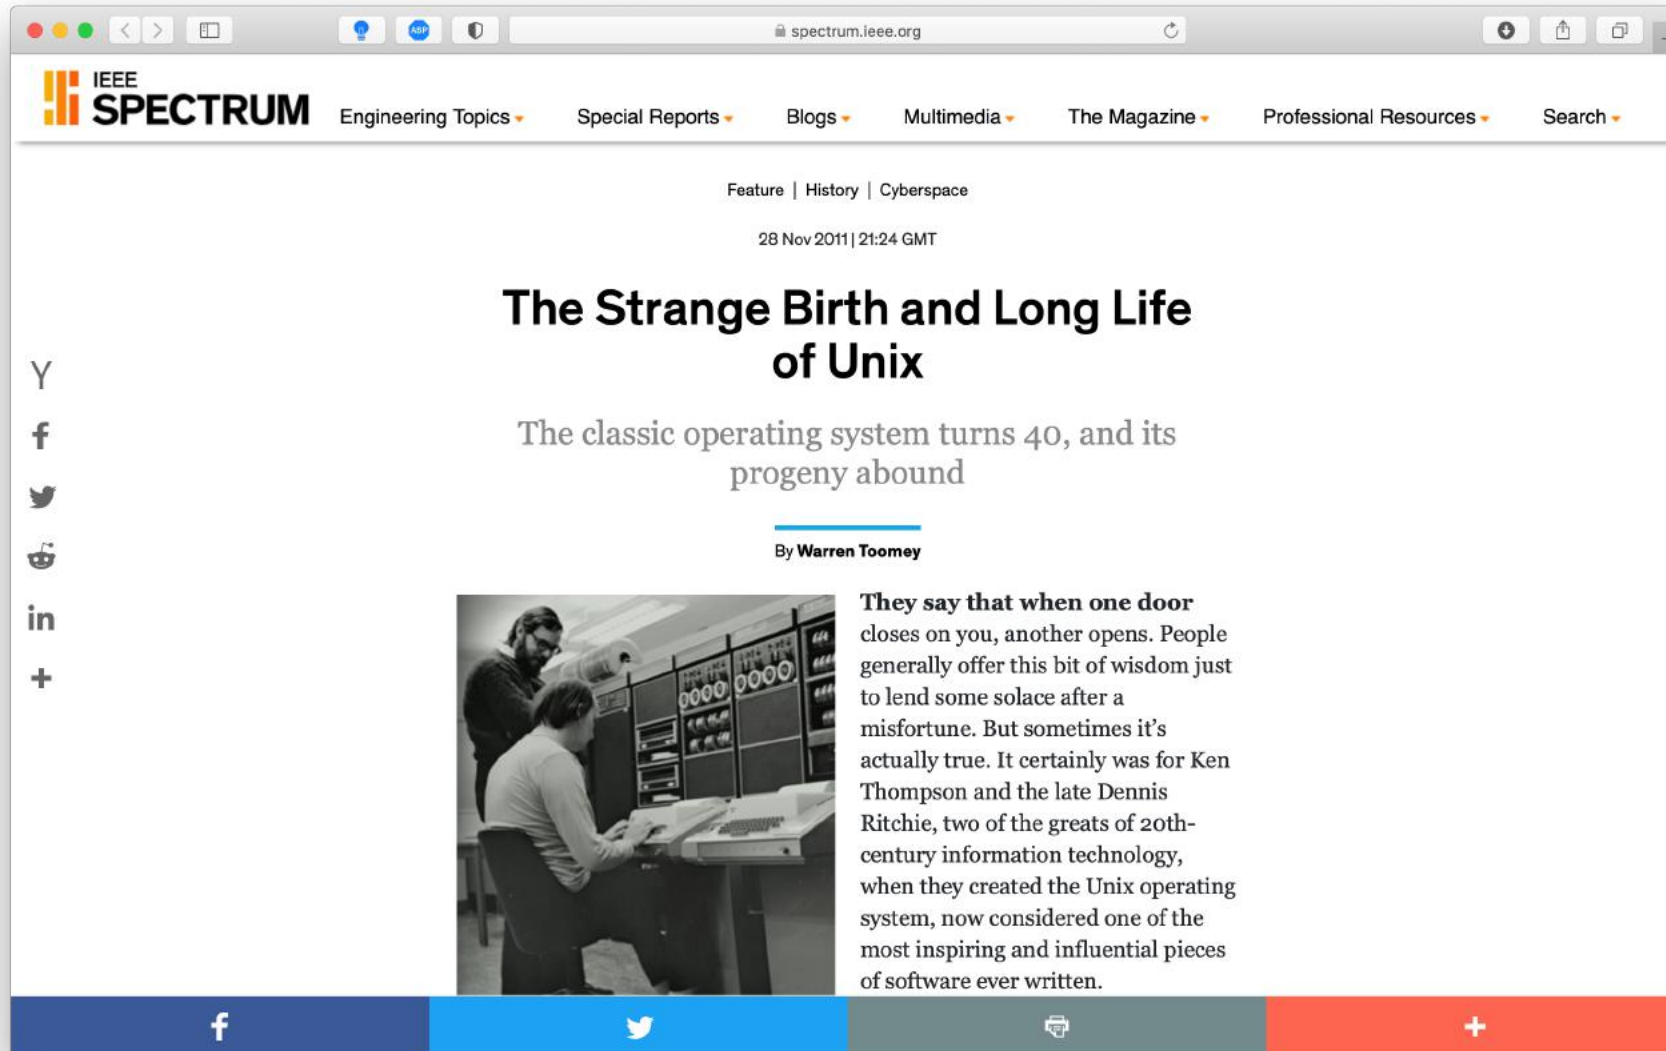 ABP
spectrum.ieee.org
IEEE
SPECTRUM
Engineering Topics
Special Reports
Blogs
Multimedia
The Magazine
Professional Resources
Search
Feature | History | Cyberspace
28 Nov 2011 | 21:24 GMT
The Strange Birth and Long Life
of Unix
The classic operating system turns 40, and its
progeny abound
By Warren Toomey
They say that when one door
closes on you, another opens. People
generally offer this bit of wisdom just
to lend some solace after a
misfortune. But sometimes it’s
actually true. It certainly was for Ken
Thompson and the late Dennis
Ritchie, two of the greats of 20th-
century information technology,
when they created the Unix operating
system, now considered one of the
most inspiring and influential pieces
of software ever written.